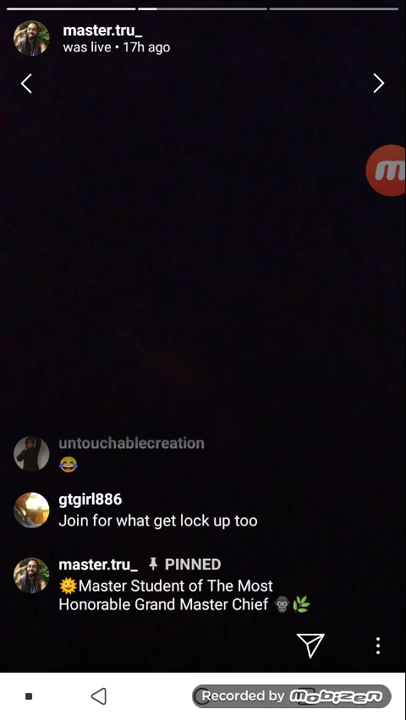 master.tru_
was live • 17h ago
m
untouchablecreation
😂
gtgirl886
Join for what get lock up too
master.tru_ PINNED
🌞Master Student of The Most
Honorable Grand Master Chief 💀🌿
Recorded by mobizen